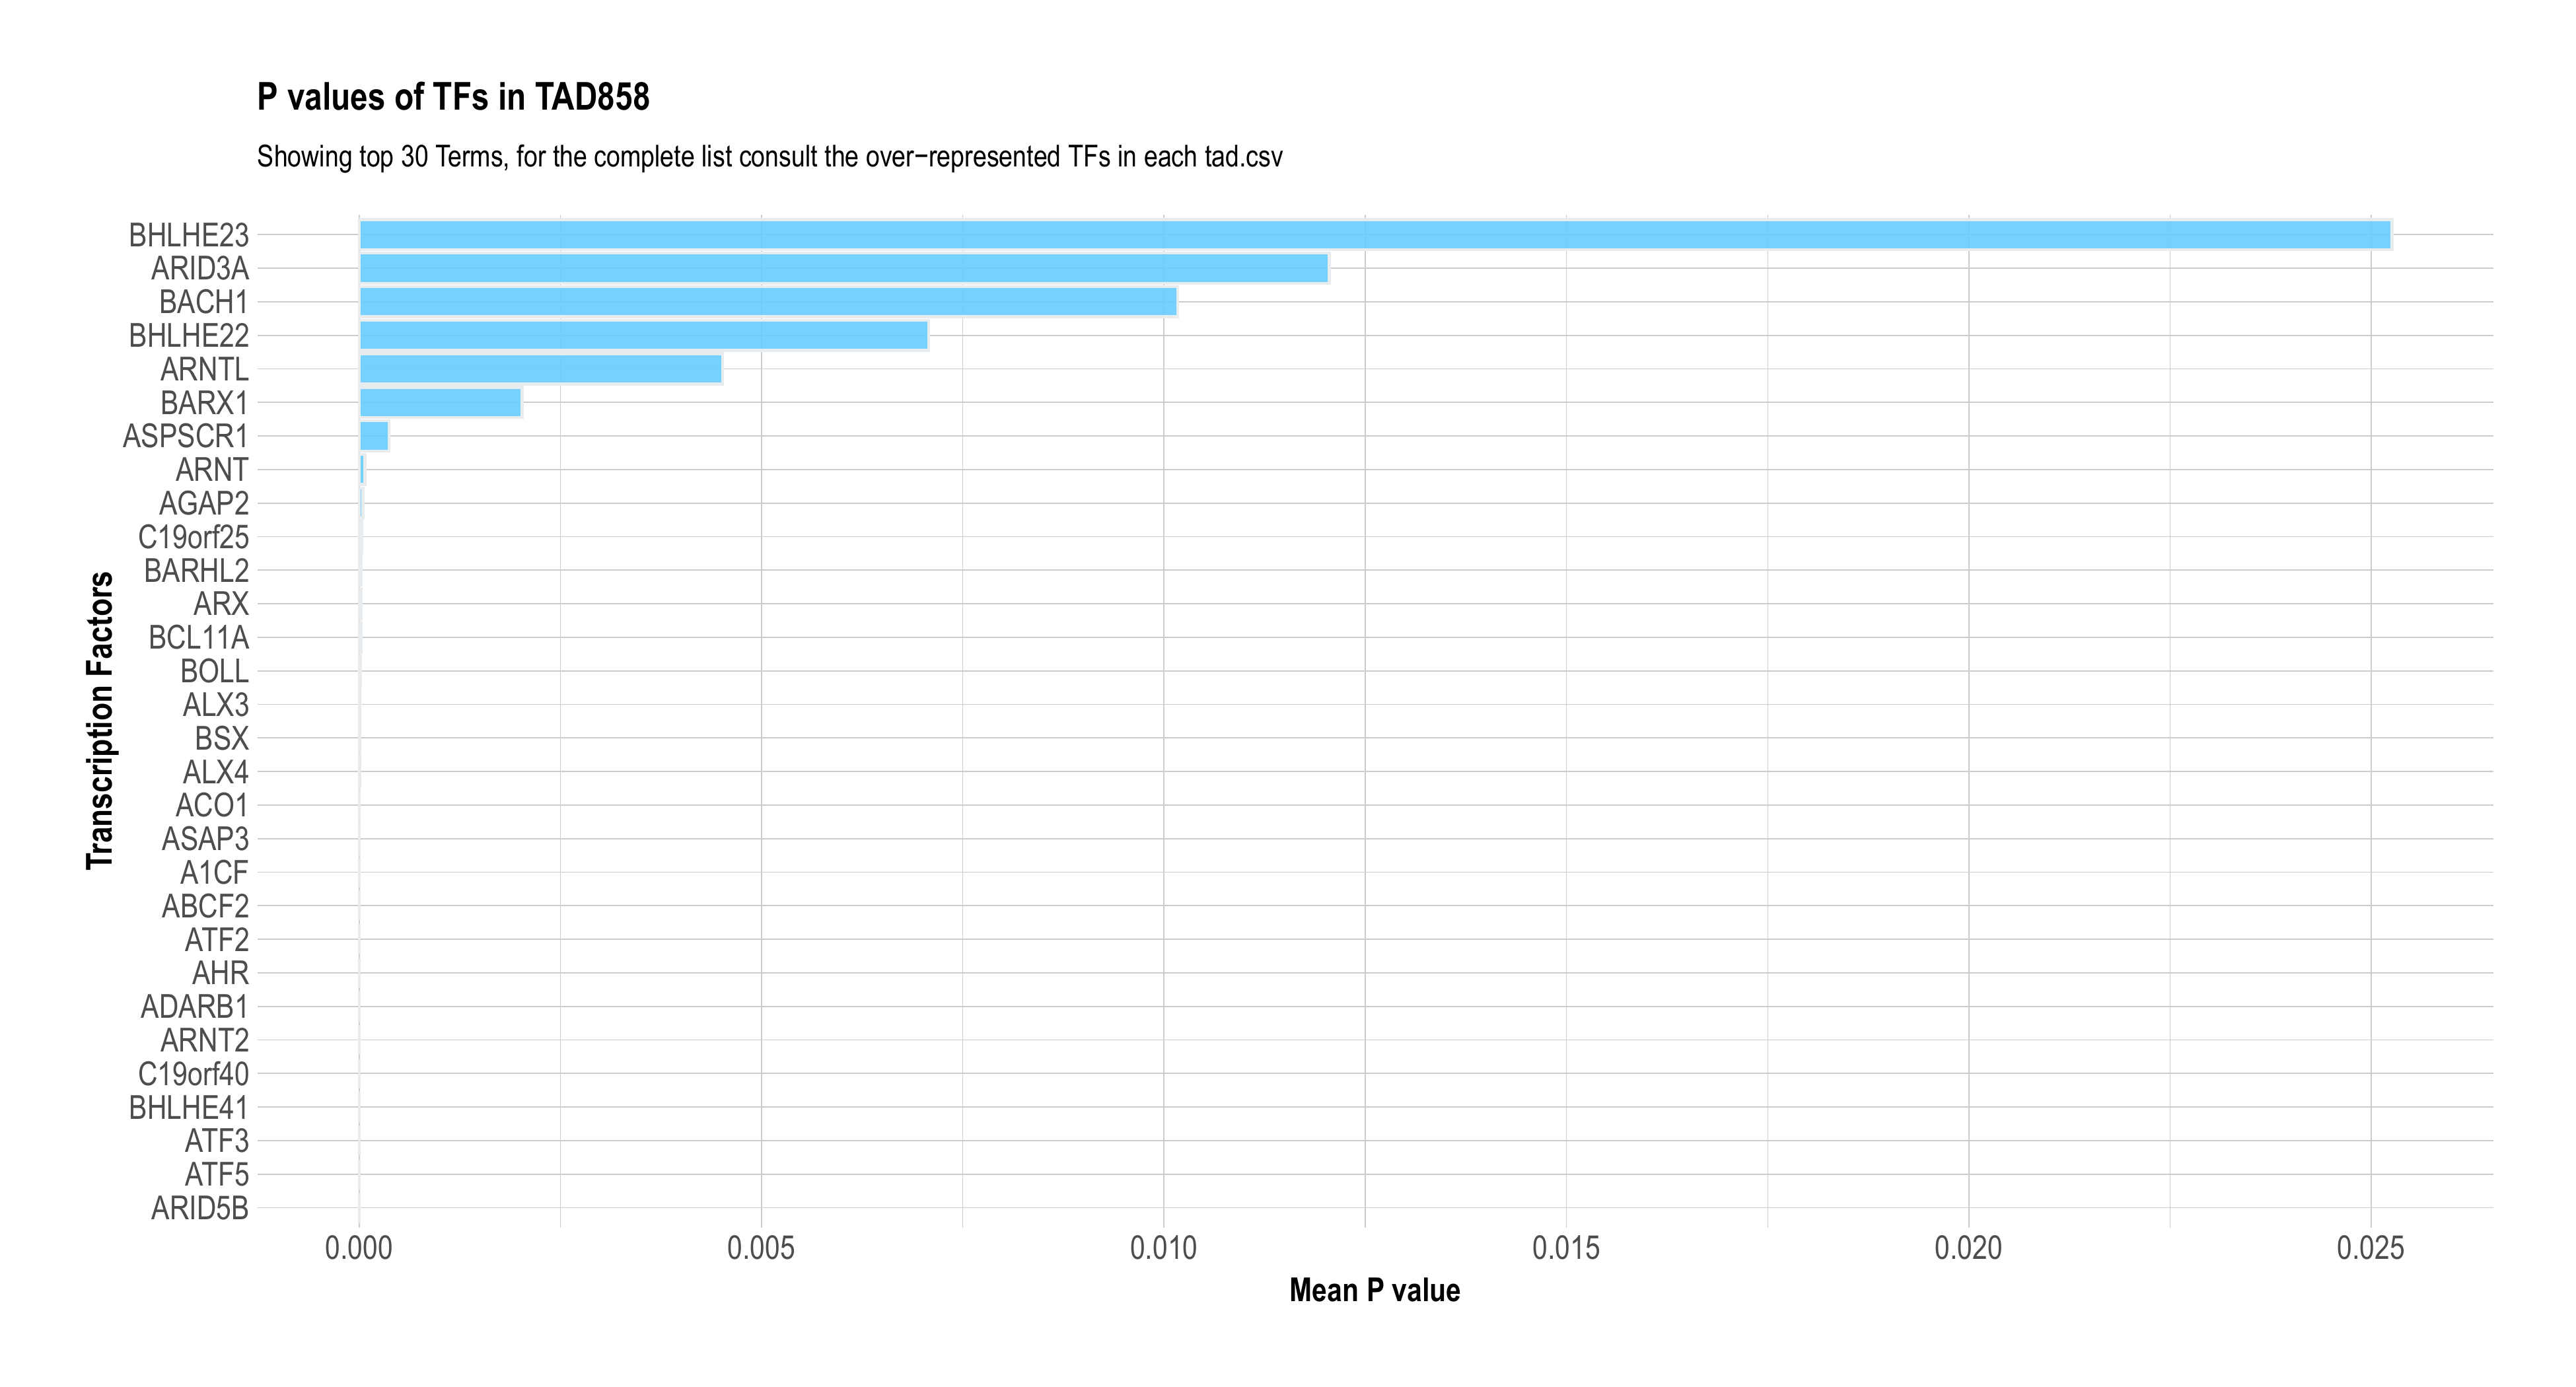 P values of TFs in TAD858
Showing top 30 Terms, for the complete list consult the over−represented TFs in each tad.csv
Transcription Factors
BHLHE23
ARID3A
BACH1
BHLHE22
ARNTL
BARX1
ASPSCR1
ARNT
AGAP2
C19orf25
BARHL2
ARX
BCL11A
BOLL
ALX3
BSX
ALX4
ACO1
ASAP3
A1CF
ABCF2
ATF2
AHR
ADARB1
ARNT2
C19orf40
BHLHE41
ATF3
ATF5
ARID5B
0.000 0.005 0.010 0.015 0.020 0.025
Mean P value